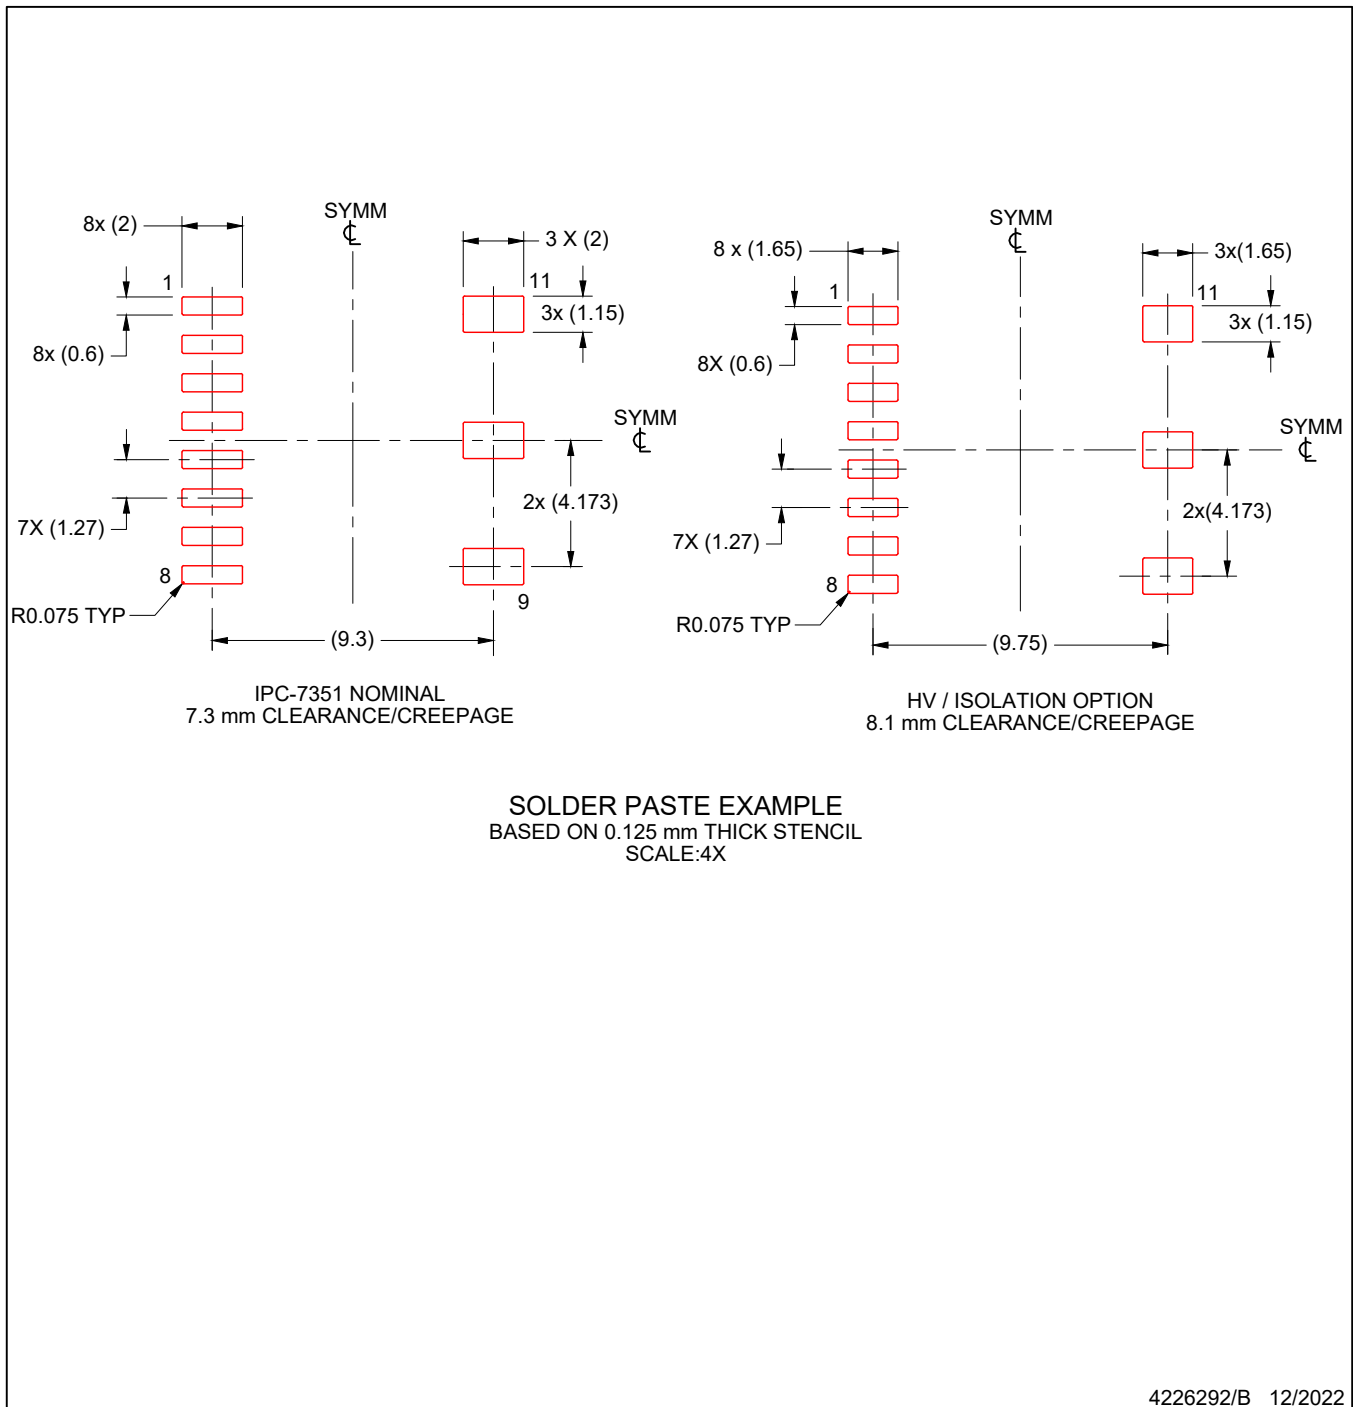 8x (2)
SYMM
3 X (2)
1
11
3x (1.15)
8x (0.6)
SYMM
2x (4.173)
7X (1.27)
8
9
R0.075 TYP
(9.3)
IPC-7351 NOMINAL
7.3 mm CLEARANCE/CREEPAGE
SYMM
8 x (1.65)
3x(1.65)
1
11
3x (1.15)
8X (0.6)
SYMM
2x(4.173)
7X (1.27)
8
R0.075 TYP
(9.75)
HV / ISOLATION OPTION
8.1 mm CLEARANCE/CREEPAGE
SOLDER PASTE EXAMPLE
BASED ON 0.125 mm THICK STENCIL
SCALE:4X
4226292/B 12/2022